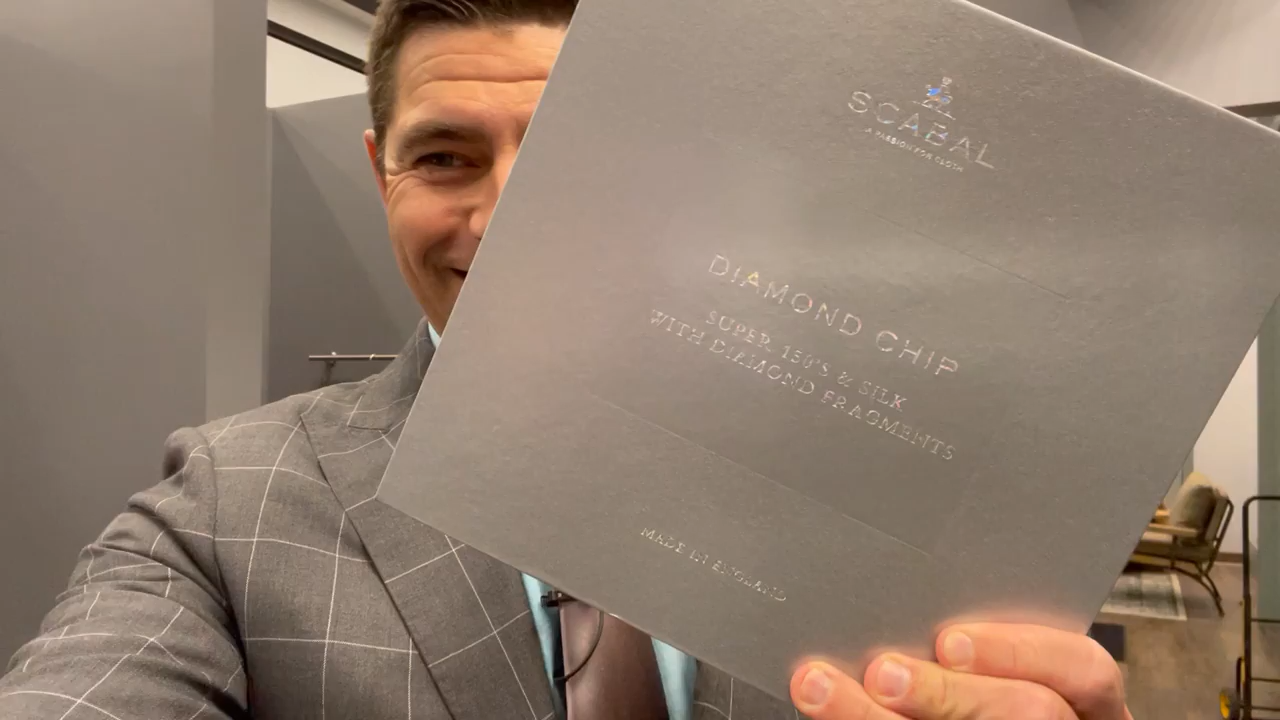 SCABAL
A PASSION FOR CLOTH
DIAMOND CHIP
SUPER 150'S & SILK
WITH DIAMOND FRAGMENTS
MADE IN ENGLAND